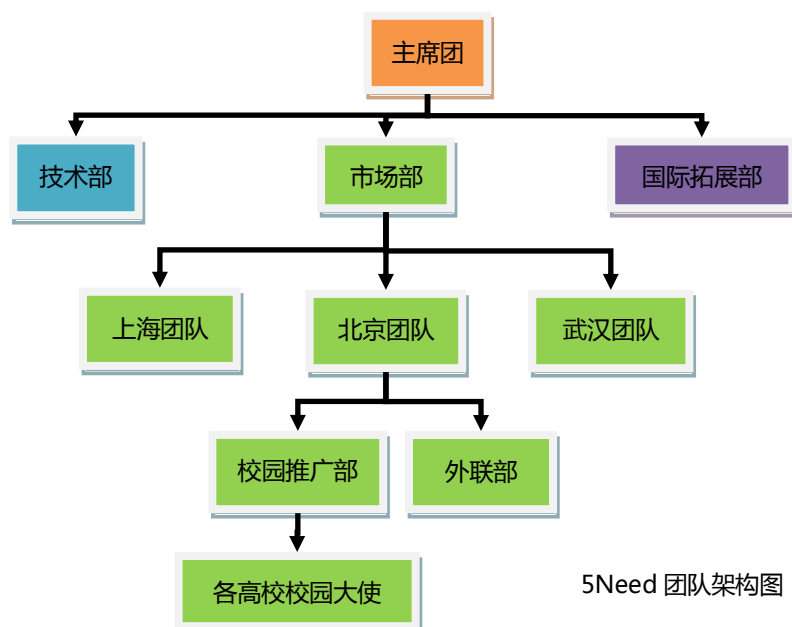 主席团
技术部
市场部
国际拓展部
上海团队
北京团队
武汉团队
校园推广部
外联部
各高校校园大使
5Need 团队架构图